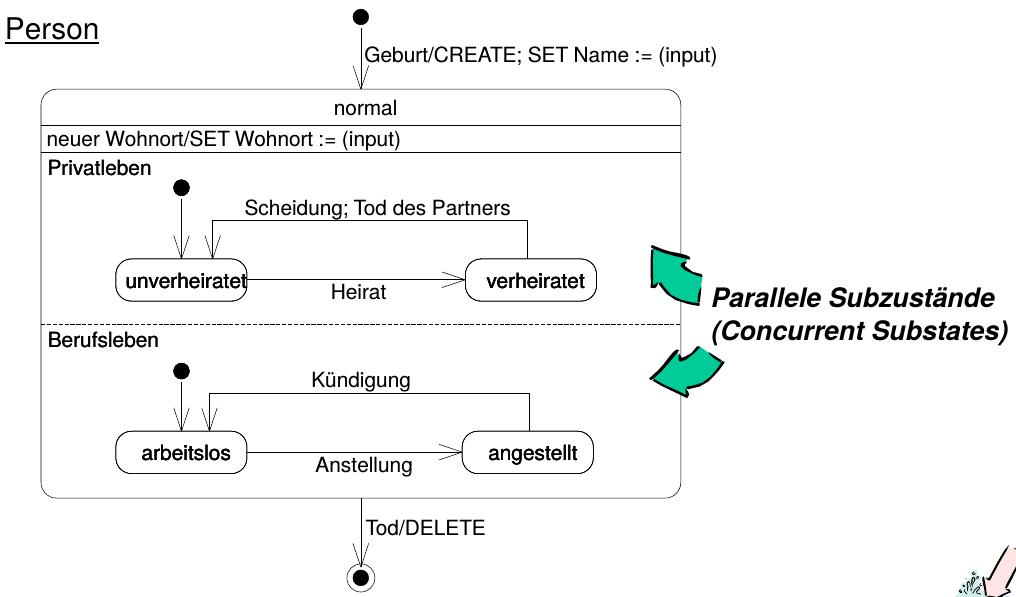 Person
Geburt/CREATE; SET Name := (input)
normal
neuer Wohnort/SET Wohnort := (input)
Privatleben
Scheidung; Tod des Partners
unverheiratet
verheiratet
Heirat
Parallele Subzustände
(Concurrent Substates)
Berufsleben
Kündigung
arbeitslos
angestellt
Anstellung
Tod/DELETE